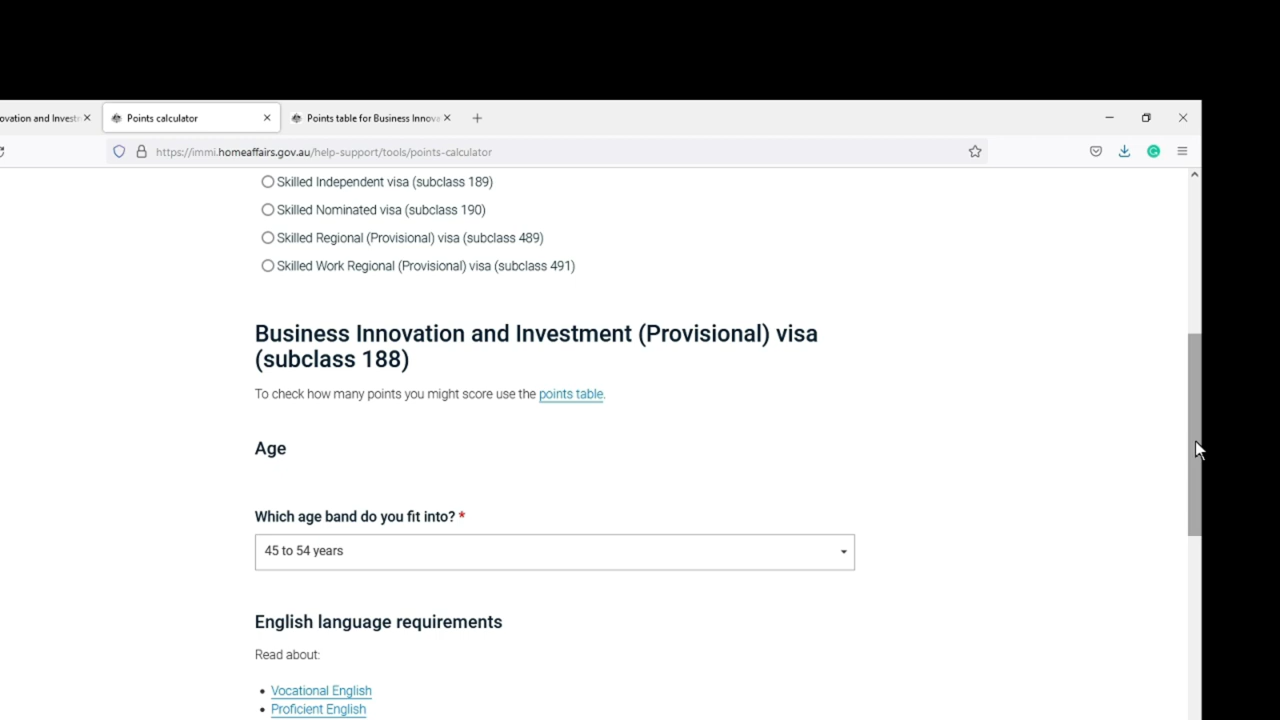 ovation and Invest
Points calculator
Points table for Business Innova
https://immi.homeaffairs.gov.au/help-support/tools/points-calculator
Skilled Independent visa (subclass 189)
Skilled Nominated visa (subclass 190)
Skilled Regional (Provisional) visa (subclass 489)
Skilled Work Regional (Provisional) visa (subclass 491)
Business Innovation and Investment (Provisional) visa
(subclass 188)
To check how many points you might score use the points table.
Age
Which age band do you fit into? *
45 to 54 years
English language requirements
Read about:
• Vocational English
• Proficient English